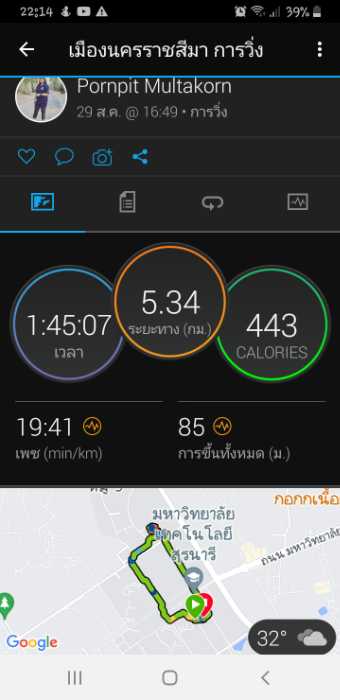 22:14
39%
เมืองนครราชสีมา การวิ่ง
Pornpit Multakorn
29 ส.ค. @ 16:49 • การวิ่ง
1:45:07
เวลา
5.34
ระยะทาง (กม.)
443
CALORIES
19:41
เพซ (min/km)
85
การขึ้นทั้งหมด (ม.)
กอกกเนื้อ
มหาวิทยาลัย
เทคโนโลยี
สุรนารี
ถนน มหาวิทยาลัย
Google
32°